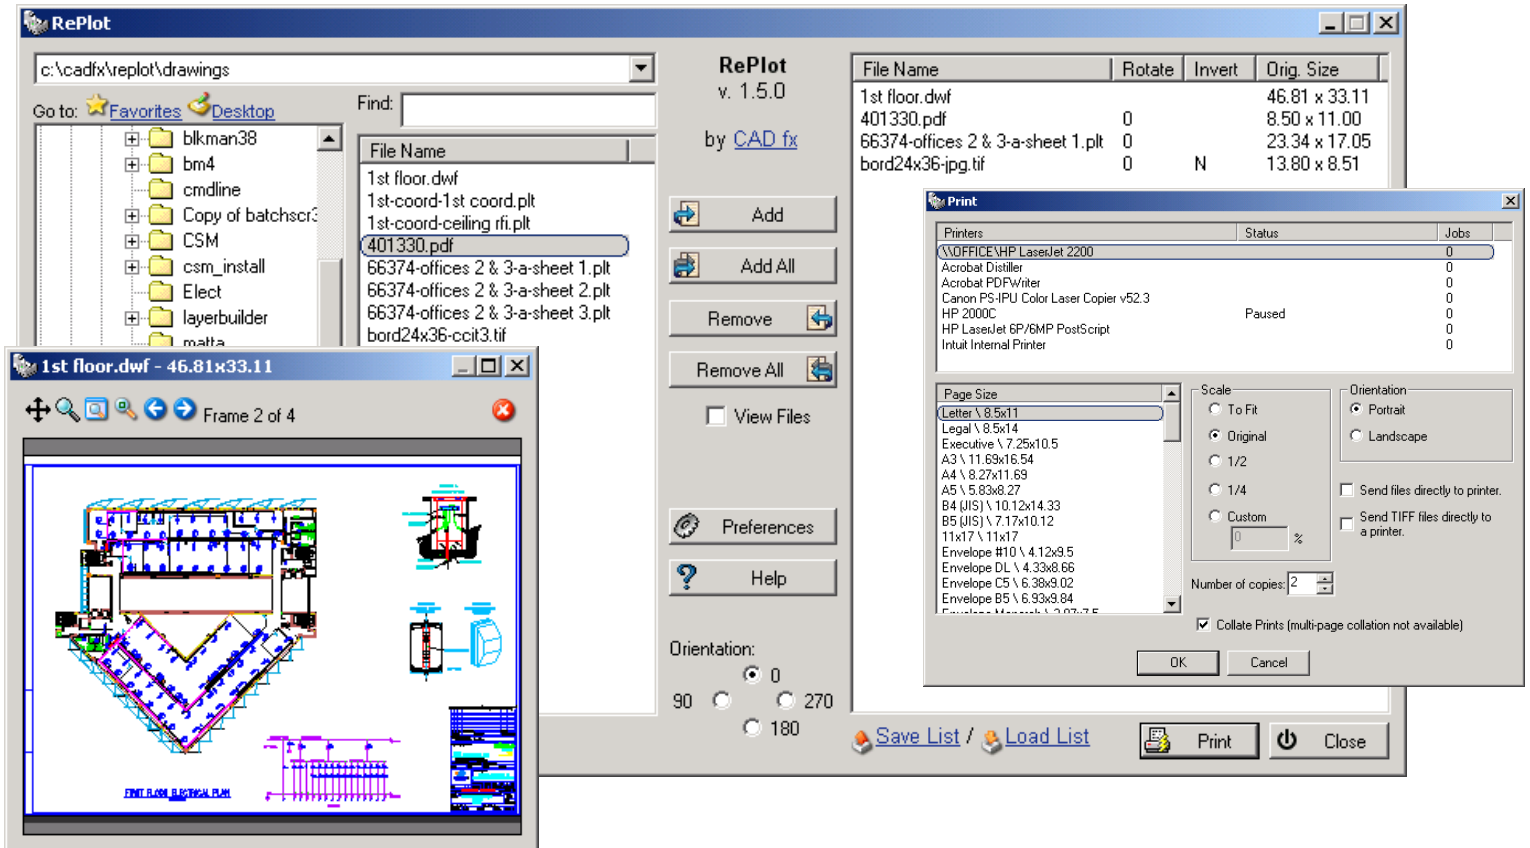 RePlot
c:\cadfx\replot\drawings
Go to: Favorites Desktop
Find:
blkman38
bm4
cmdline
Copy of batchscr3
CSM
csm_install
Elect
layerbuilder
matta
File Name
1st floor.dwf
1st-coord-1st coord.plt
1st-coord-ceiling rfi.plt
401330.pdf
66374-offices 2 & 3-a-sheet 1.plt
66374-offices 2 & 3-a-sheet 2.plt
66374-offices 2 & 3-a-sheet 3.plt
bord24x36-ccit3.tif
RePlot
v. 1.5.0
by CAD fx
Add
Add All
Remove
Remove All
View Files
Preferences
Help
Orientation:
0
90 270
180
File Name Rotate Invert Orig. Size
1st floor.dwf 46.81 x 33.11
401330.pdf 0 8.50 x 11.00
66374-offices 2 & 3-a-sheet 1.plt 0 23.34 x 17.05
bord24x36-jpg.tif 0 N 13.80 x 8.51
Save List / Load List
Print
Close
Print
Printers Status Jobs
\\OFFICE\HP LaserJet 2200 0
Acrobat Distiller 0
Acrobat PDFWriter 0
Canon PS-IPU Color Laser Copier v52.3 0
HP 2000C Paused 0
HP LaserJet 6P/6MP PostScript 0
Intuit Internal Printer 0
Page Size
Letter \ 8.5x11
Legal \ 8.5x14
Executive \ 7.25x10.5
A3 \ 11.69x16.54
A4 \ 8.27x11.69
A5 \ 5.83x8.27
B4 (JIS) \ 10.12x14.33
B5 (JIS) \ 7.17x10.12
11x17 \ 11x17
Envelope #10 \ 4.12x9.5
Envelope DL \ 4.33x8.66
Envelope C5 \ 6.38x9.02
Envelope B5 \ 6.93x9.84
Envelope Monarch \ 3.87x7.5
Scale
To Fit
Original
1/2
1/4
Custom
0 %
Orientation
Portrait
Landscape
Send files directly to printer.
Send TIFF files directly to
a printer.
Number of copies: 2
Collate Prints (multi-page collation not available)
OK
Cancel
1st floor.dwf - 46.81x33.11
Frame 2 of 4
FIRST FLOOR ELECTRICAL PLAN